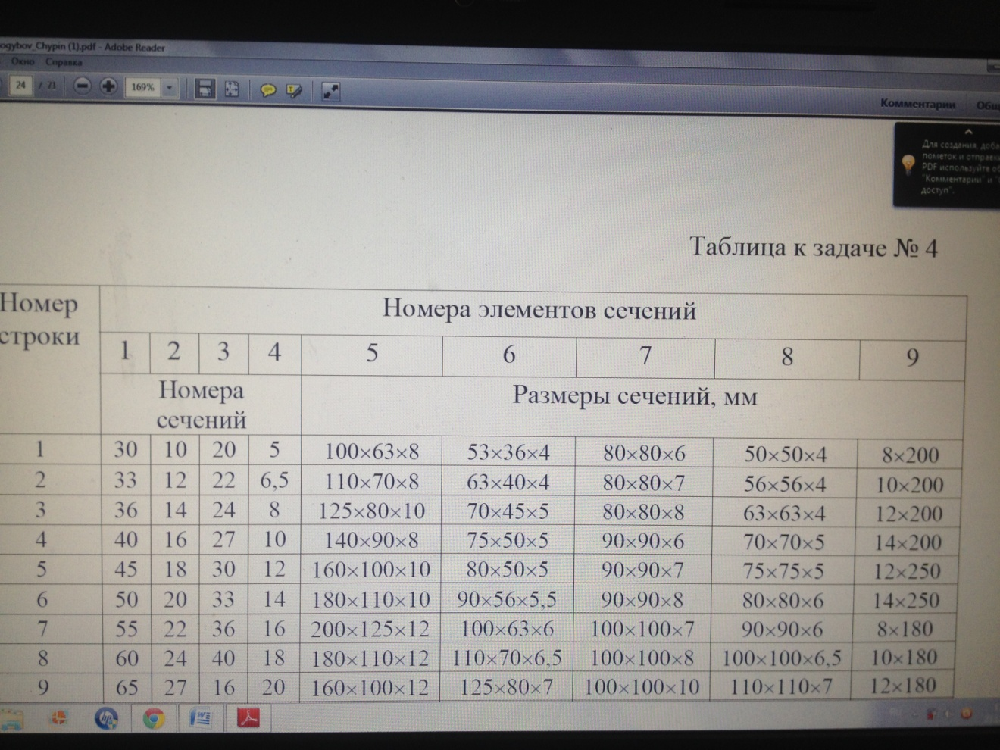 ogybov_Chypin (1).pdf - Adobe Reader
Окно Справка
24 / 71 169%
Комментарии
Для создания,
пометок и
PDF используйте
"Комментарии" и
доступ".
Таблица к задаче № 4
Номер строки Номера элементов сечений
1 2 3 4 5 6 7 8 9
Номера сечений Размеры сечений, мм
1 30 10 20 5 100×63×8 53×36×4 80×80×6 50×50×4 8×200
2 33 12 22 6,5 110×70×8 63×40×4 80×80×7 56×56×4 10×200
3 36 14 24 8 125×80×10 70×45×5 80×80×8 63×63×4 12×200
4 40 16 27 10 140×90×8 75×50×5 90×90×6 70×70×5 14×200
5 45 18 30 12 160×100×10 80×50×5 90×90×7 75×75×5 12×250
6 50 20 33 14 180×110×10 90×56×5,5 90×90×8 80×80×6 14×250
7 55 22 36 16 200×125×12 100×63×6 100×100×7 90×90×6 8×180
8 60 24 40 18 180×110×12 110×70×6,5 100×100×8 100×100×6,5 10×180
9 65 27 16 20 160×100×12 125×80×7 100×100×10 110×110×7 12×180
hp
W